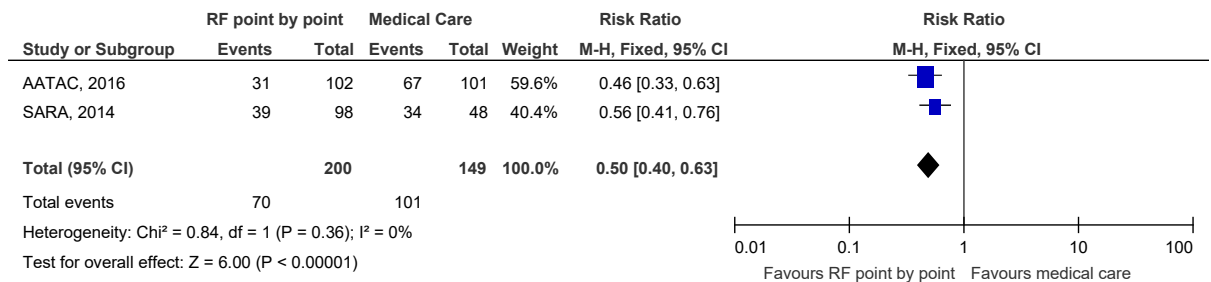 RF point by point Medical Care Risk Ratio Risk Ratio
Study or Subgroup Events Total Events Total Weight M-H, Fixed, 95% CI M-H, Fixed, 95% CI
AATAC, 2016 31 102 67 101 59.6% 0.46 [0.33, 0.63]
SARA, 2014 39 98 34 48 40.4% 0.56 [0.41, 0.76]
Total (95% CI) 200 149 100.0% 0.50 [0.40, 0.63]
Total events 70 101
Heterogeneity: Chi² = 0.84, df = 1 (P = 0.36); I² = 0%
Test for overall effect: Z = 6.00 (P < 0.00001)
0.01 0.1 1 10 100
Favours RF point by point Favours medical care